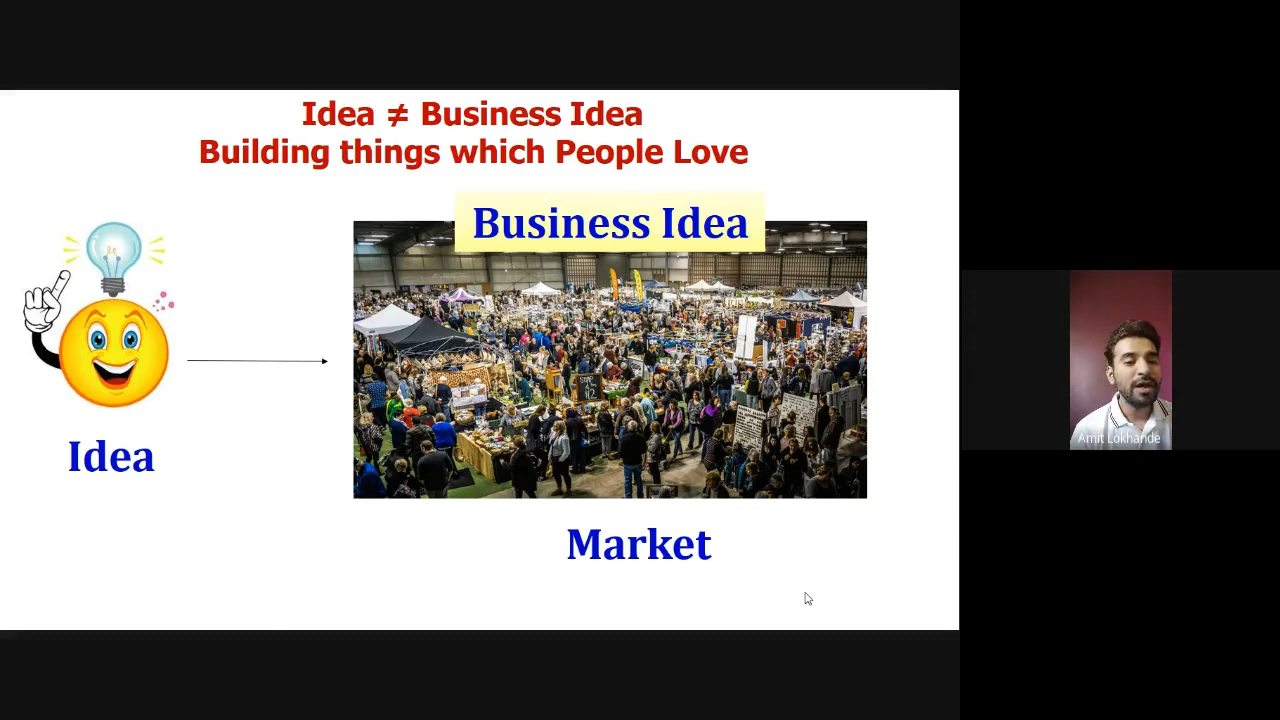 Idea ≠ Business Idea
Building things which People Love
Business Idea
Idea
Market
Amit Lokhande